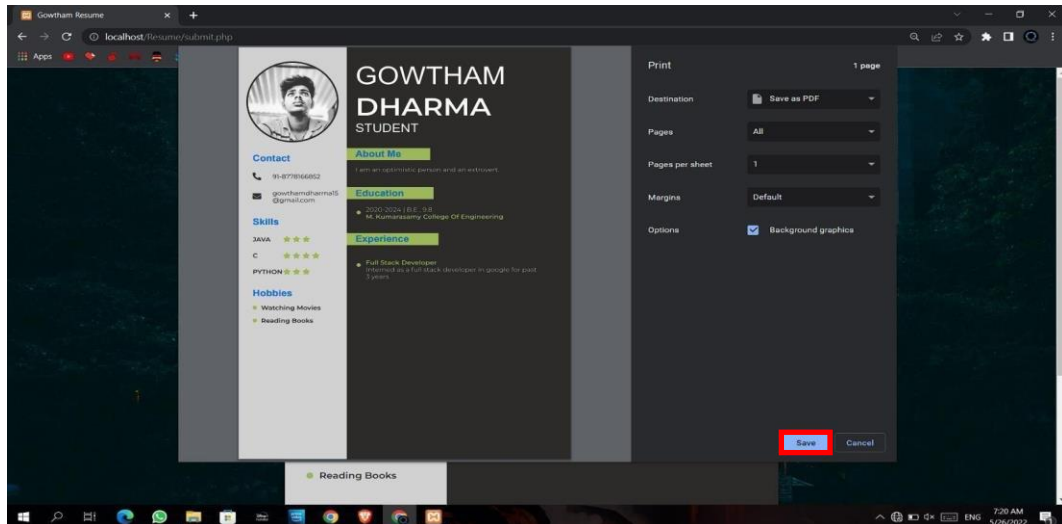 Gowtham Resume
localhost/Resume/submit.php
Apps
GOWTHAM
DHARMA
STUDENT
Contact
91-8778166852
gowthamdharma15
@gmail.com
Skills
JAVA
C
PYTHON
Hobbies
Watching Movies
Reading Books
About Me
I am an optimistic person and an extrovert
Education
2020-2024 | B.E , 9.8
M. Kumarasamy College Of Engineering
Experience
Full Stack Developer
Interned as a full stack developer in google for past
3 years
Print 1 page
Destination Save as PDF
Pages All
Pages per sheet 1
Margins Default
Options Background graphics
Save Cancel
Reading Books
ENG 7:20 AM
5/26/2022